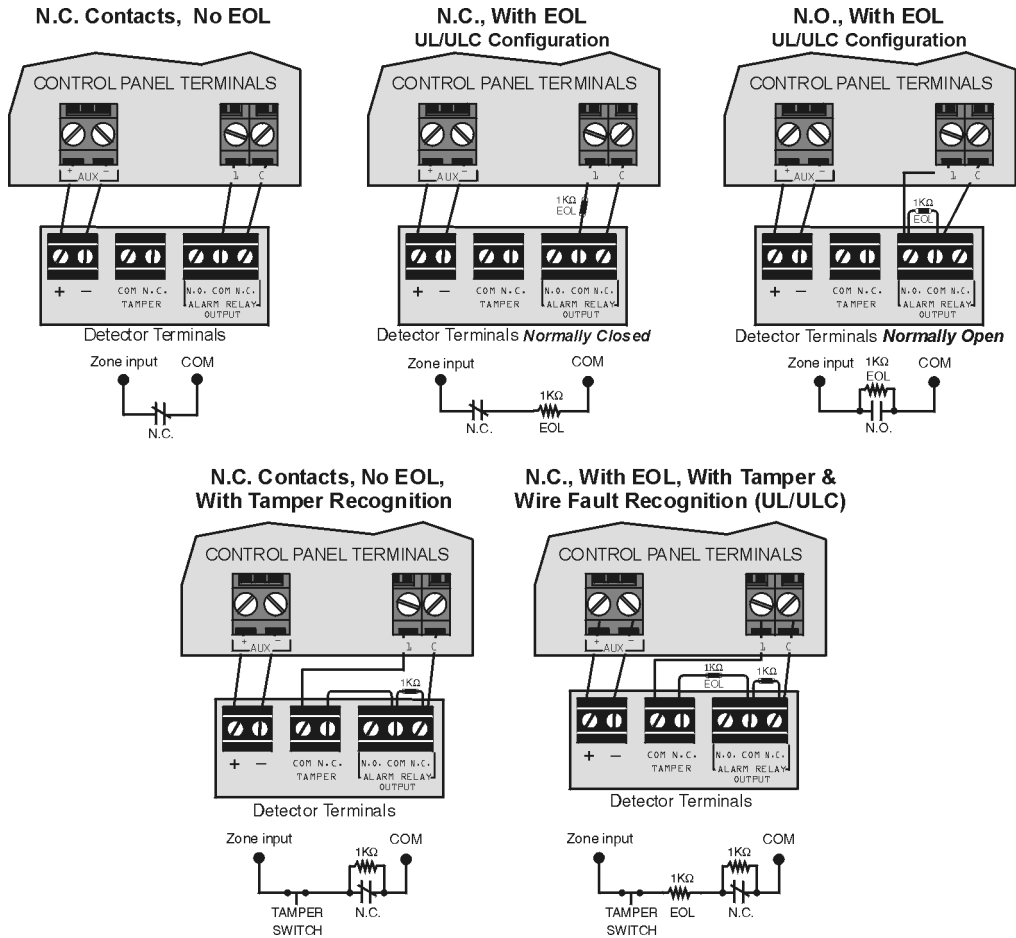 N.C. Contacts, No EOL
CONTROL PANEL TERMINALS
+ −
AUX
1 C
+ −
COM N.C.
TAMPER
N.O. COM N.C.
ALARM RELAY
OUTPUT
Detector Terminals
Zone input
COM
N.C.
N.C., With EOL
UL/ULC Configuration
CONTROL PANEL TERMINALS
+ −
AUX
1 C
1KΩ
EOL
+ −
COM N.C.
TAMPER
N.O. COM N.C.
ALARM RELAY
OUTPUT
Detector Terminals Normally Closed
Zone input
COM
1KΩ
N.C.
EOL
N.O., With EOL
UL/ULC Configuration
CONTROL PANEL TERMINALS
+ −
AUX
1 C
1KΩ
EOL
+ −
COM N.C.
TAMPER
N.O. COM N.C.
ALARM RELAY
OUTPUT
Detector Terminals Normally Open
Zone input
COM
1KΩ
EOL
N.O.
N.C. Contacts, No EOL,
With Tamper Recognition
CONTROL PANEL TERMINALS
+ −
AUX
1 C
1KΩ
+ −
COM N.C.
TAMPER
N.O. COM N.C.
ALARM RELAY
OUTPUT
Detector Terminals
Zone input
COM
1KΩ
TAMPER
SWITCH
N.C.
N.C., With EOL, With Tamper &
Wire Fault Recognition (UL/ULC)
CONTROL PANEL TERMINALS
+ −
AUX
1 C
1KΩ
EOL
1KΩ
+ −
COM N.C.
TAMPER
N.O. COM N.C.
ALARM RELAY
OUTPUT
Detector Terminals
Zone input
COM
1KΩ
1KΩ
TAMPER
SWITCH
EOL
N.C.